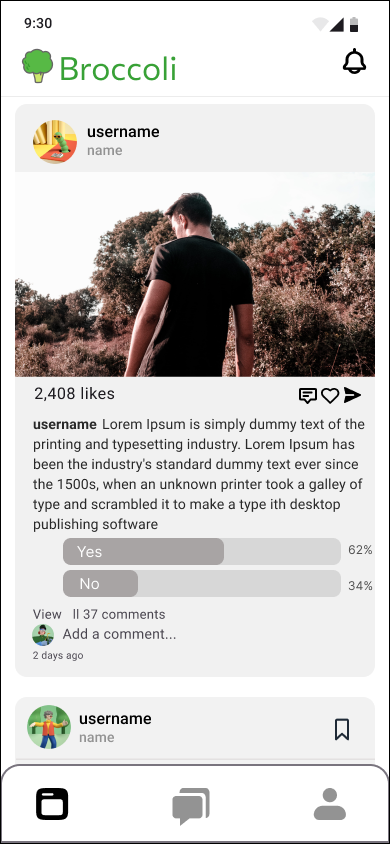 9:30
Broccoli
username
name
2,408 likes
username Lorem Ipsum is simply dummy text of the
printing and typesetting industry. Lorem Ipsum has
been the industry's standard dummy text ever since
the 1500s, when an unknown printer took a galley of
type and scrambled it to make a type ith desktop
publishing software
Yes 62%
No 34%
View ll 37 comments
Add a comment...
2 days ago
username
name